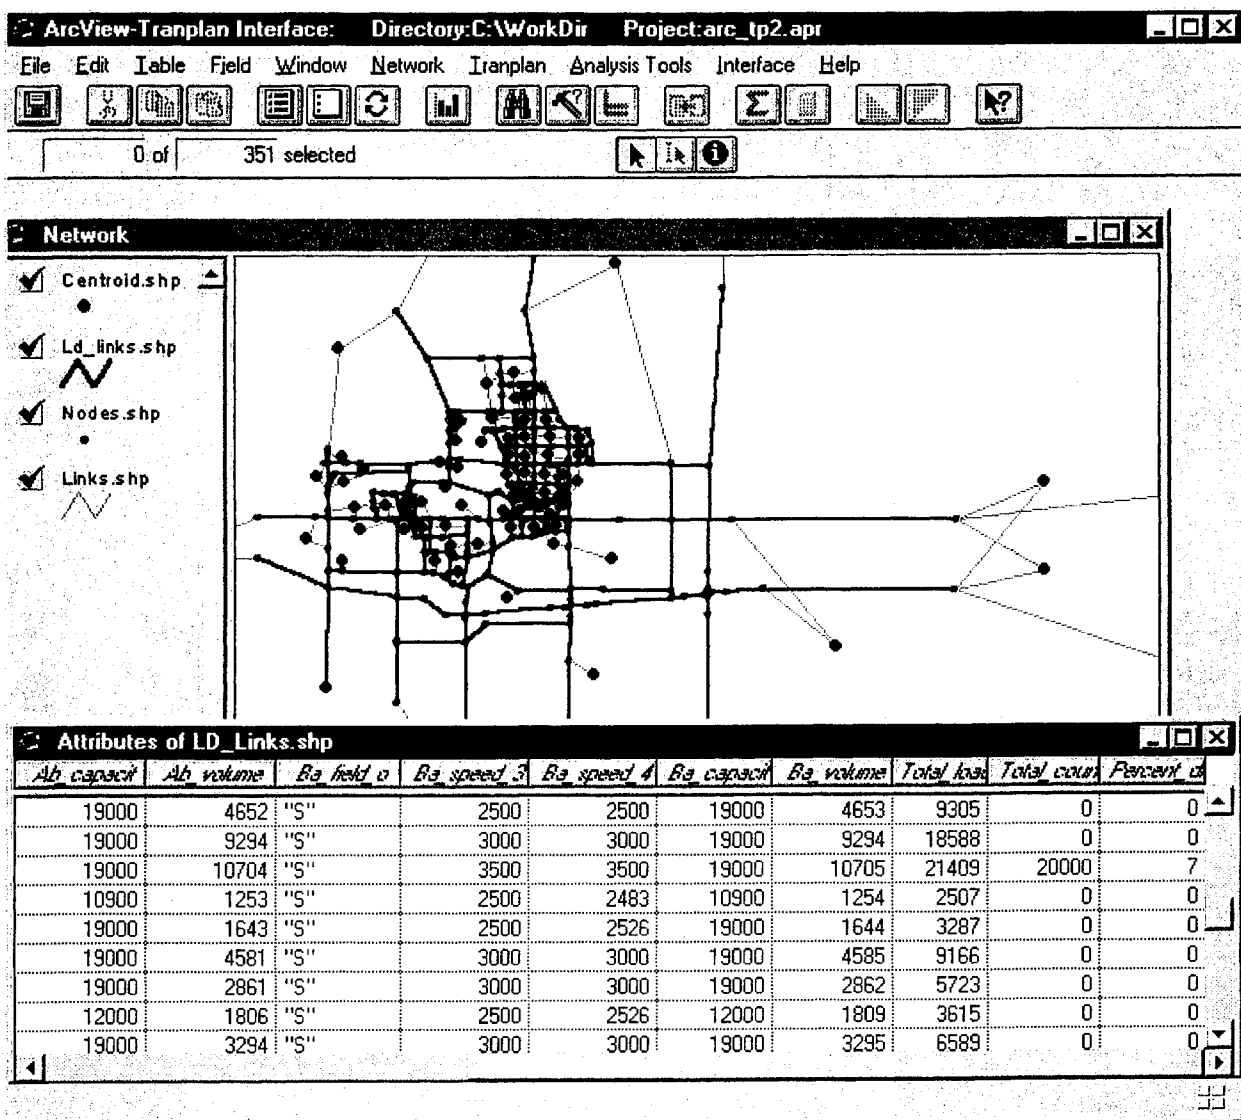 ArcView-Tranplan Interface: Directory:C:\WorkDir Project:arc_tp2.apr
File Edit Table Field Window Network Tranplan Analysis Tools Interface Help
0 of 351 selected
Network
Centroid.shp
Ld_links.shp
Nodes.shp
Links.shp
Attributes of LD_Links.shp
Ab_capacit Ab_volume Ba_field_o Ba_speed_3 Ba_speed_4 Ba_capacit Ba_volume Total_load Total_coun Percent_di
19000 4652 "S" 2500 2500 19000 4653 9305 0 0
19000 9294 "S" 3000 3000 19000 9294 18588 0 0
19000 10704 "S" 3500 3500 19000 10705 21409 20000 7
10900 1253 "S" 2500 2483 10900 1254 2507 0 0
19000 1643 "S" 2500 2526 19000 1644 3287 0 0
19000 4581 "S" 3000 3000 19000 4585 9166 0 0
19000 2861 "S" 3000 3000 19000 2862 5723 0 0
12000 1806 "S" 2500 2526 12000 1809 3615 0 0
19000 3294 "S" 3000 3000 19000 3295 6589 0 0